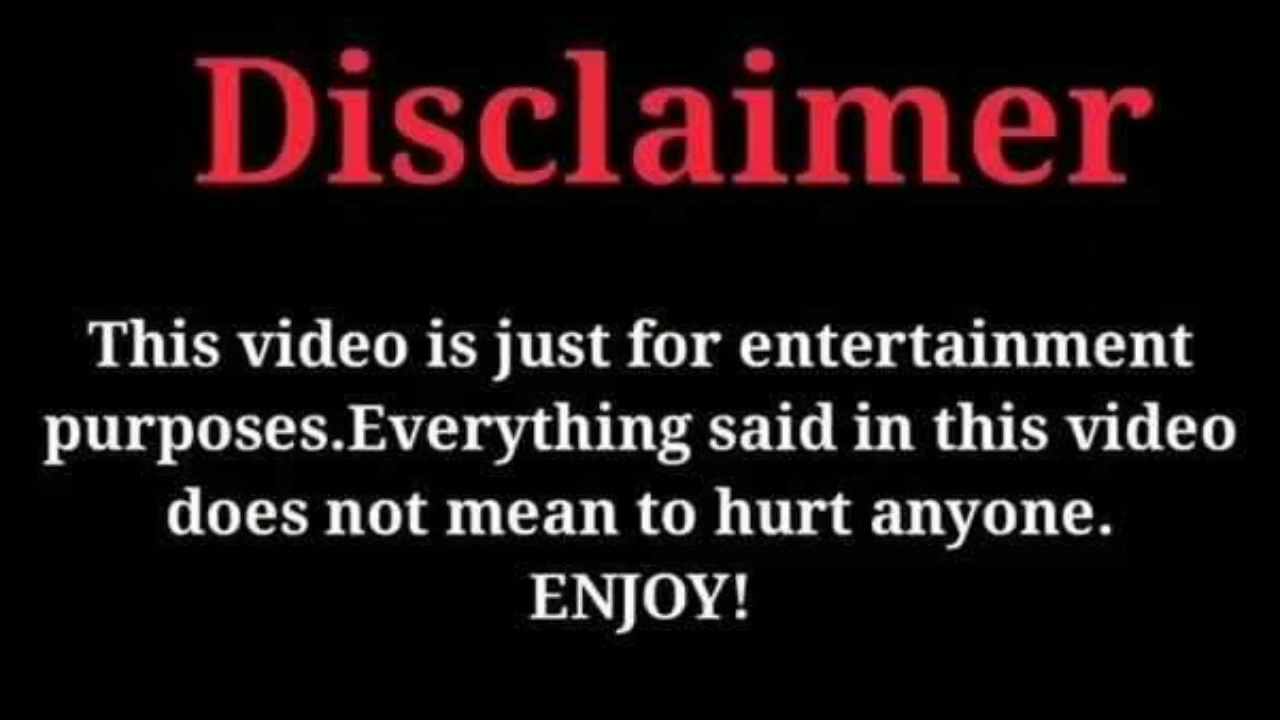 Disclaimer
This video is just for entertainment
purposes.Everything said in this video
does not mean to hurt anyone.
ENJOY!